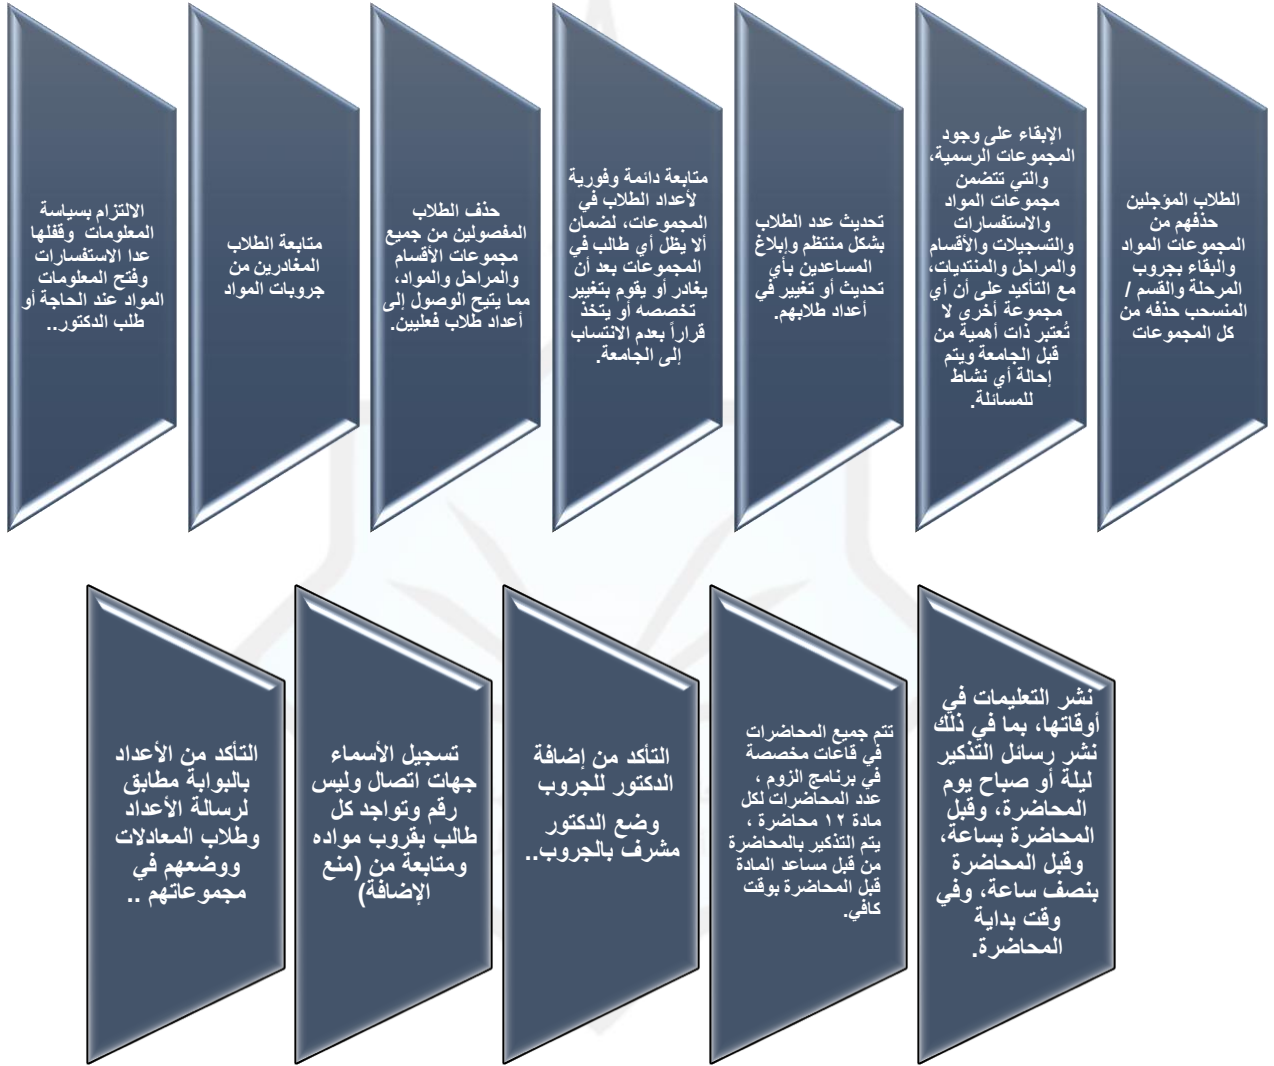 الطلاب المؤجلين
حذفهم من
المجموعات المواد
والبقاء بجروب
المرحلة والقسم /
المنسحب حذفه من
كل المجموعات
الإبقاء على وجود
المجموعات الرسمية،
والتي تتضمن
مجموعات المواد
والاستفسارات
والتسجيلات والأقسام
والمراحل والمنتديات،
مع التأكيد على أن أي
مجموعة أخرى لا
تُعتبر ذات أهمية من
قبل الجامعة ويتم
إحالة أي نشاط
للمسائلة.
تحديث عدد الطلاب
بشكل منتظم وإبلاغ
المساعدين بأي
تحديث أو تغيير في
أعداد طلابهم.
متابعة دائمة وفورية
لأعداد الطلاب في
المجموعات، لضمان
ألا يظل أي طالب في
المجموعات بعد أن
يغادر أو يقوم بتغيير
تخصصه أو يتخذ
قراراً بعدم الانتساب
إلى الجامعة.
حذف الطلاب
المفصولين من جميع
مجموعات الأقسام
والمراحل والمواد،
مما يتيح الوصول إلى
أعداد طلاب فعليين.
متابعة الطلاب
المغادرين من
جروبات المواد
الالتزام بسياسة
المعلومات وقفلها
عدا الاستفسارات
وفتح المعلومات
المواد عند الحاجة أو
طلب الدكتور..
نشر التعليمات في
أوقاتها، بما في ذلك
نشر رسائل التذكير
ليلة أو صباح يوم
المحاضرة، وقبل
المحاضرة بساعة،
وقبل المحاضرة
بنصف ساعة، وفي
وقت بداية
المحاضرة.
تتم جميع المحاضرات
في قاعات مخصصة
في برنامج الزوم ،
عدد المحاضرات لكل
مادة ١٢ محاضرة ،
يتم التذكير بالمحاضرة
من قبل مساعد المادة
قبل المحاضرة بوقت
كافي.
التأكد من إضافة
الدكتور للجروب
وضع الدكتور
مشرف بالجروب..
تسجيل الأسماء
جهات اتصال وليس
رقم وتواجد كل
طالب بقروب مواده
ومتابعة من (منع
الإضافة)
التأكد من الأعداد
بالبوابة مطابق
لرسالة الأعداد
وطلاب المعادلات
ووضعهم في
مجموعاتهم ..